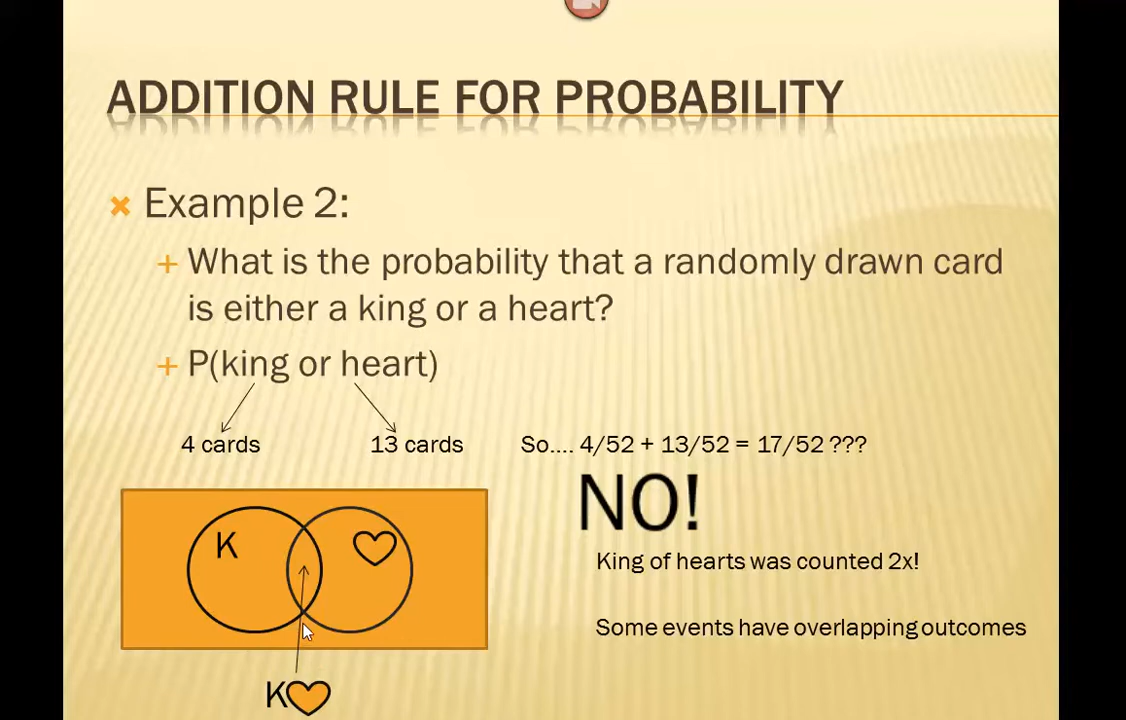 ADDITION RULE FOR PROBABILITY
Example 2:
What is the probability that a randomly drawn card
is either a king or a heart?
P(king or heart)
4 cards 13 cards So.... 4/52 + 13/52 = 17/52 ???
NO!
K
King of hearts was counted 2x!
Some events have overlapping outcomes
K